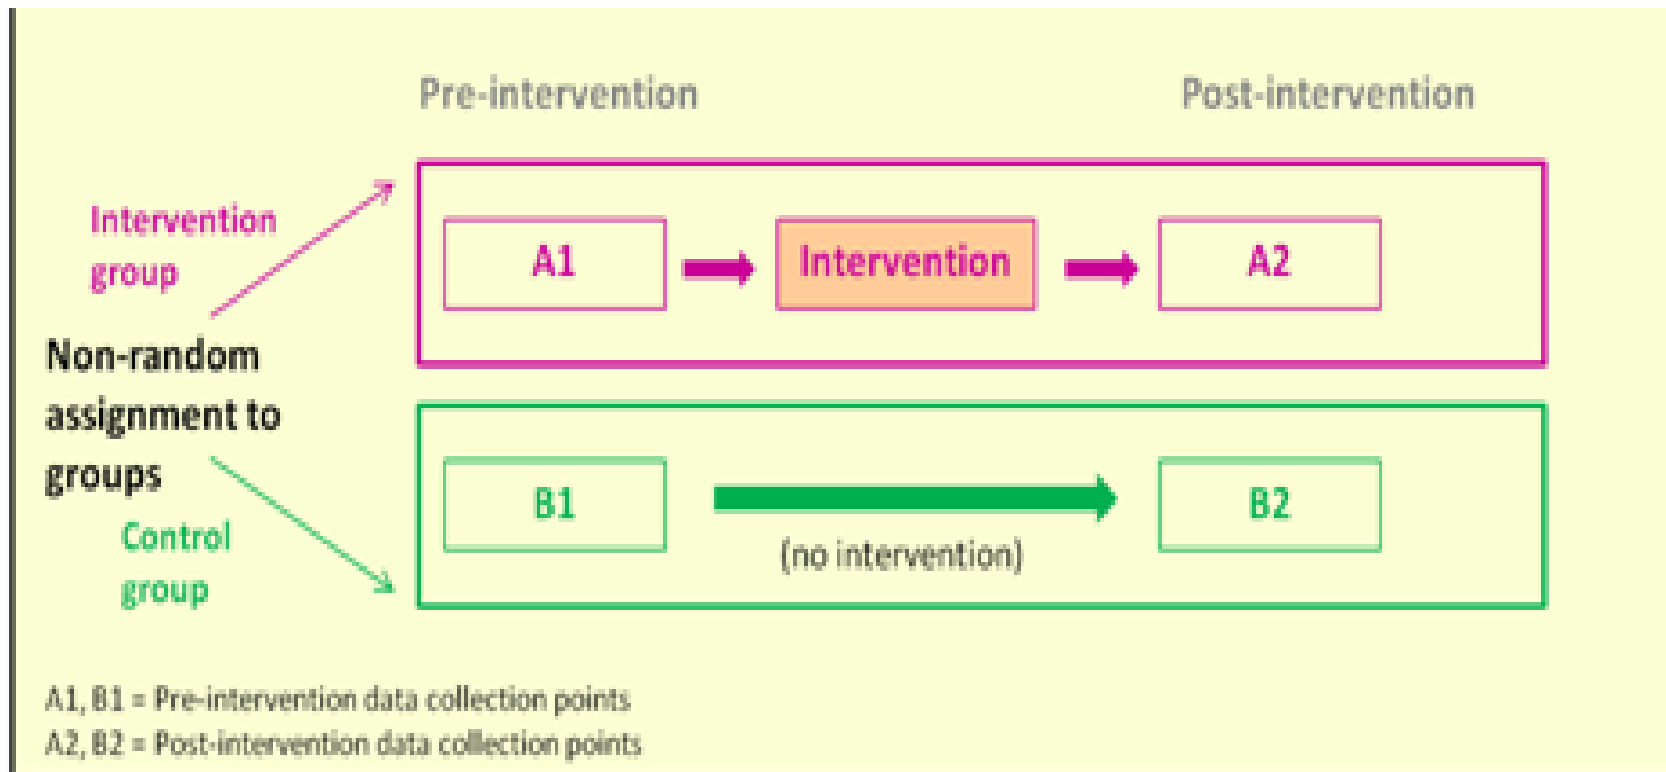 Pre-intervention
Post-intervention
Intervention
group
A1
Intervention
A2
Non-random
assignment to
groups
Control
group
B1
B2
(no intervention)
A1, B1 = Pre-intervention data collection points
A2, B2 = Post-intervention data collection points